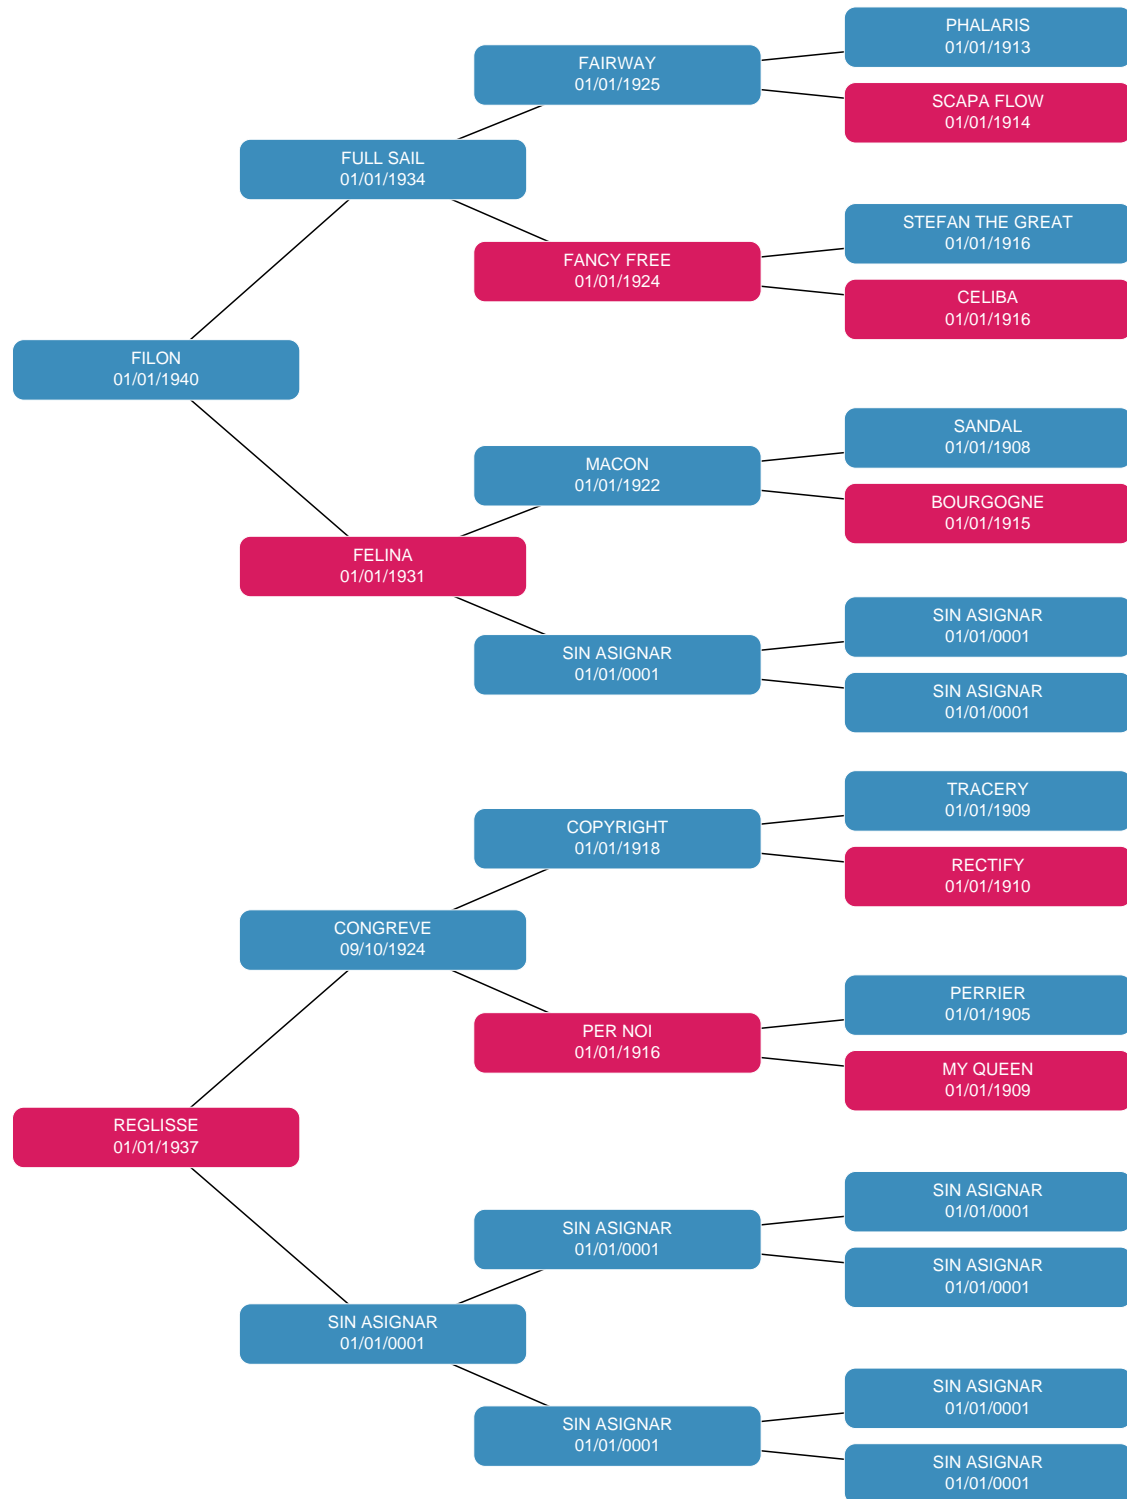 PHALARIS
01/01/1913
FAIRWAY
01/01/1925
SCAPA FLOW
01/01/1914
FULL SAIL
01/01/1934
STEFAN THE GREAT
01/01/1916
FANCY FREE
01/01/1924
CELIBA
01/01/1916
FILON
01/01/1940
SANDAL
01/01/1908
MACON
01/01/1922
BOURGOGNE
01/01/1915
FELINA
01/01/1931
SIN ASIGNAR
01/01/0001
SIN ASIGNAR
01/01/0001
SIN ASIGNAR
01/01/0001
TRACERY
01/01/1909
COPYRIGHT
01/01/1918
RECTIFY
01/01/1910
CONGREVE
09/10/1924
PERRIER
01/01/1905
PER NOI
01/01/1916
MY QUEEN
01/01/1909
REGLISSE
01/01/1937
SIN ASIGNAR
01/01/0001
SIN ASIGNAR
01/01/0001
SIN ASIGNAR
01/01/0001
SIN ASIGNAR
01/01/0001
SIN ASIGNAR
01/01/0001
SIN ASIGNAR
01/01/0001
SIN ASIGNAR
01/01/0001